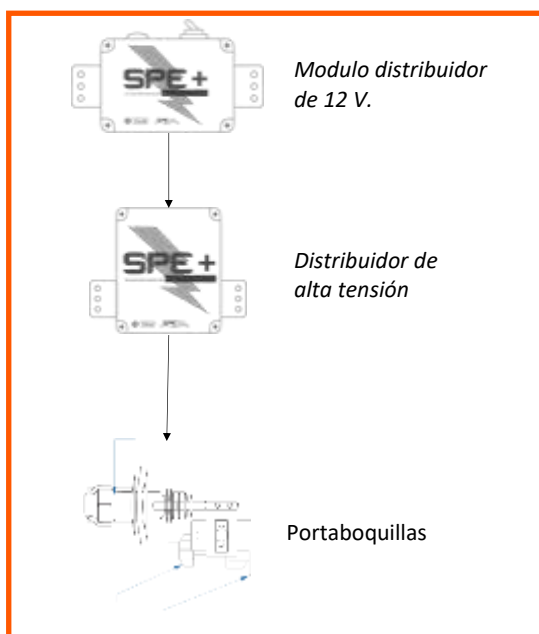 SPE+
Modulo distribuidor
de 12 V.
SPE+
Distribuidor de
alta tensión
Portaboquillas